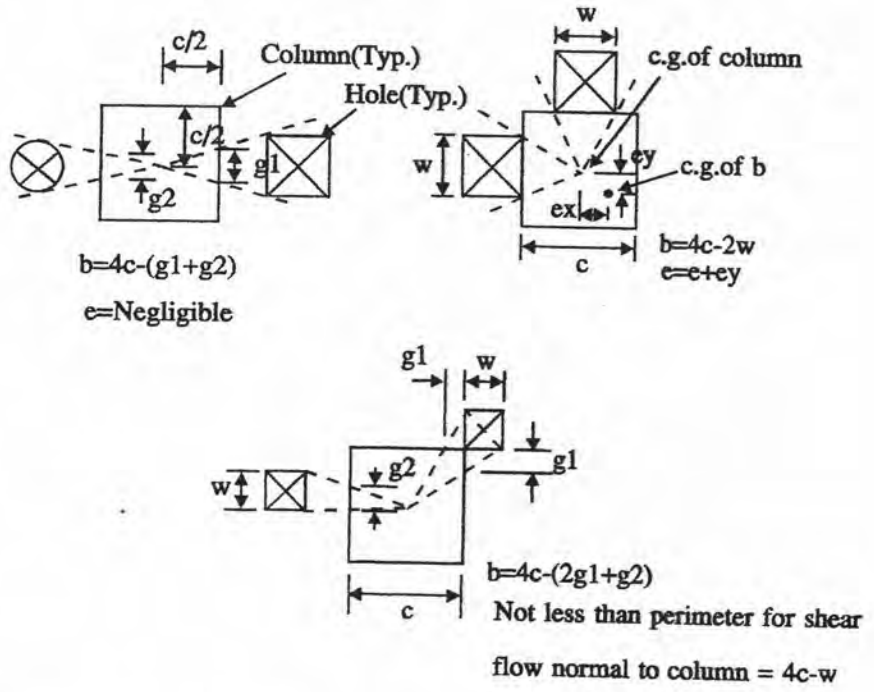 c/2
Column(Typ.)
Hole(Typ.)
c/2
g1
g2
b=4c-(g1+g2)
e=Negligible
w
c.g.of column
w
ey
c.g.of b
ex
c
b=4c-2w
e=e+ey
g1
w
g2
g1
w
c
b=4c-(2g1+g2)
Not less than perimeter for shear
flow normal to column = 4c-w